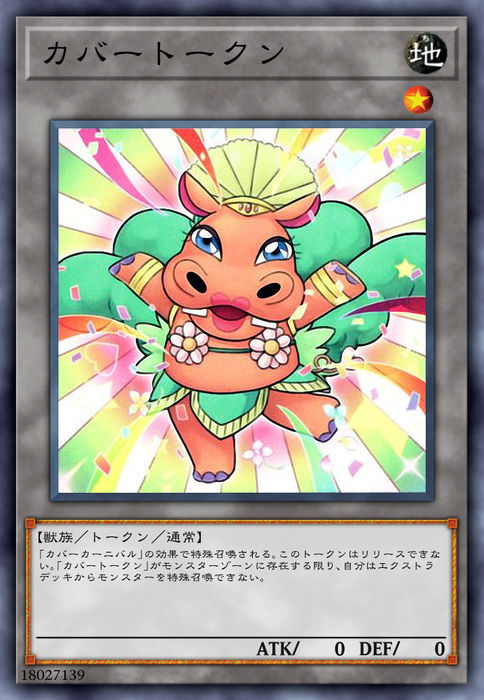 カバートークン
ち
地
【獣族／トークン／通常】
「カバーカーニバル」の効果で特殊召喚される。このトークンはリリースできな
い。「カバートークン」がモンスターゾーンに存在する限り、自分はエクストラ
デッキからモンスターを特殊召喚できない。
ATK/ 0 DEF/ 0
18027139